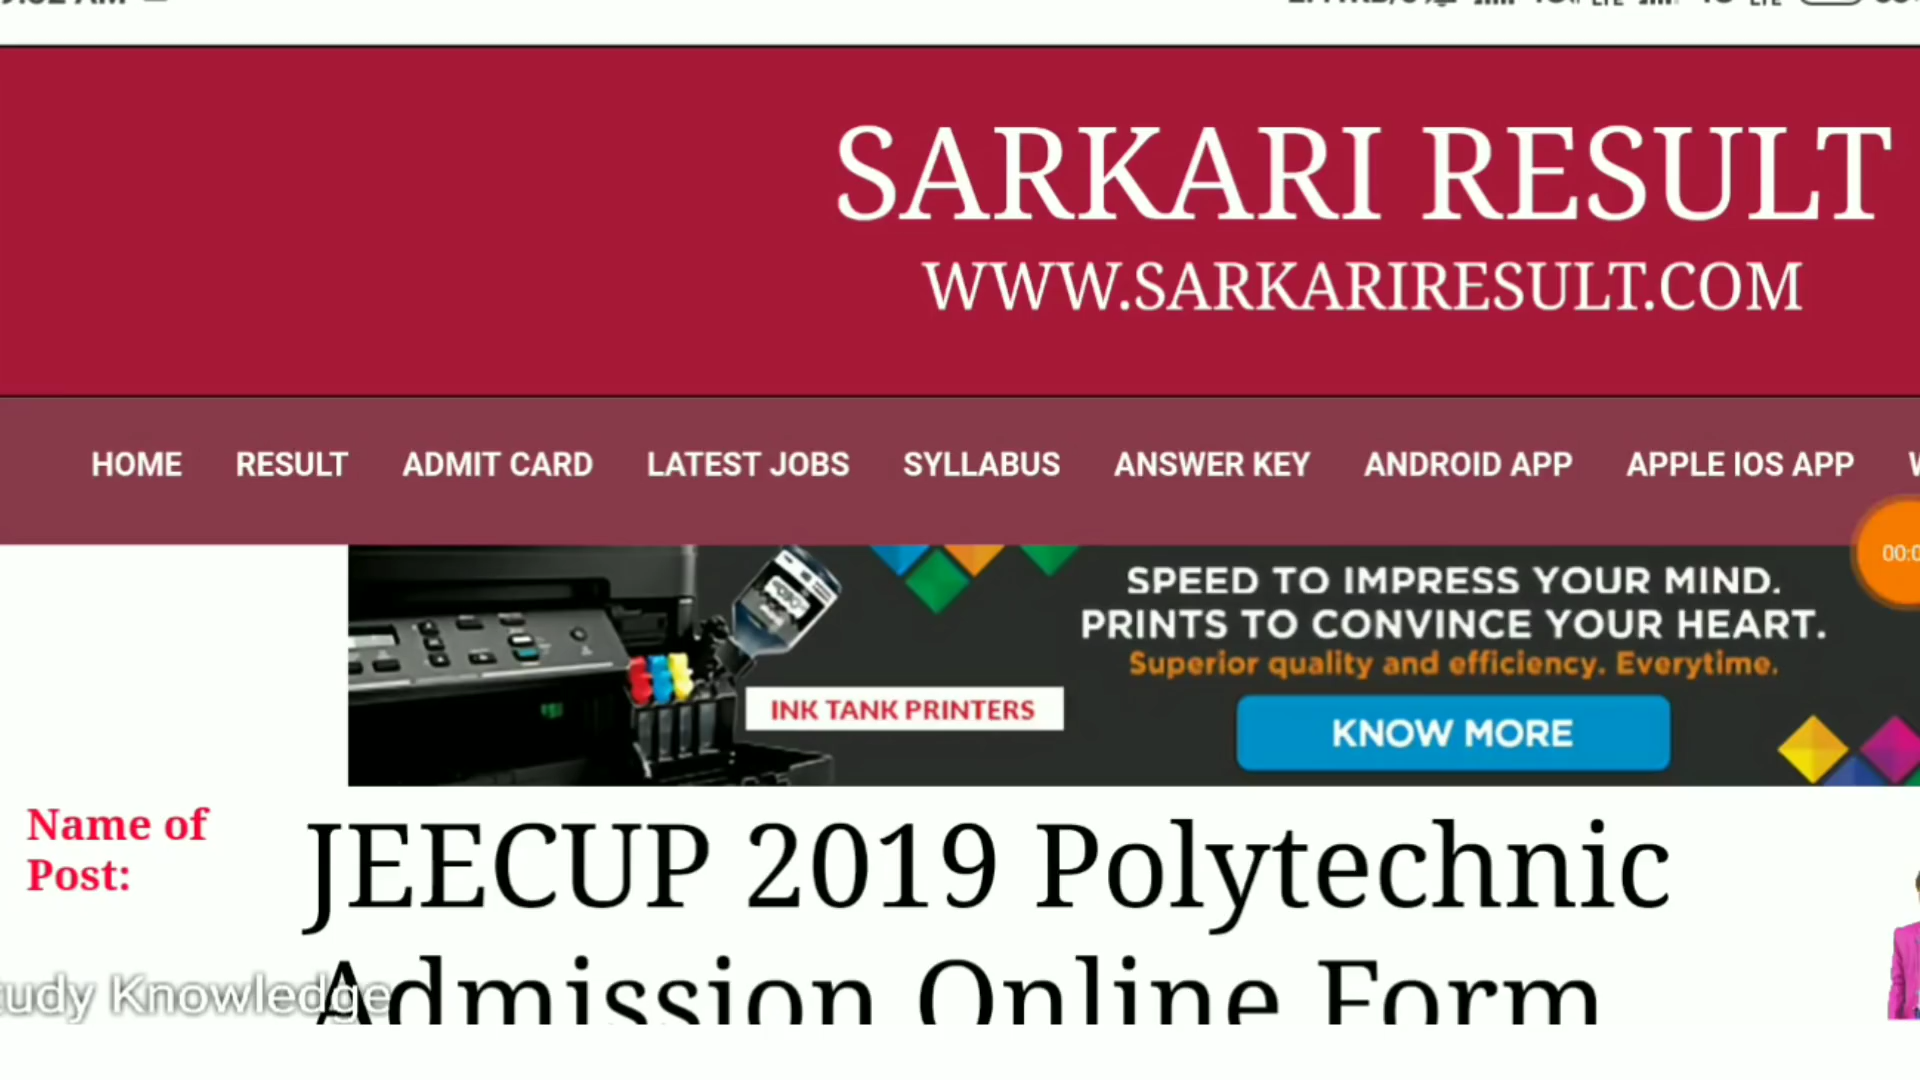 SARKARI RESULT
WWW.SARKARIRESULT.COM
HOME RESULT ADMIT CARD LATEST JOBS SYLLABUS ANSWER KEY ANDROID APP APPLE IOS APP
SPEED TO IMPRESS YOUR MIND.
PRINTS TO CONVINCE YOUR HEART.
Superior quality and efficiency. Everytime.
INK TANK PRINTERS
KNOW MORE
Name of
Post:
JEECUP 2019 Polytechnic
Admission Online Form
Knowledge